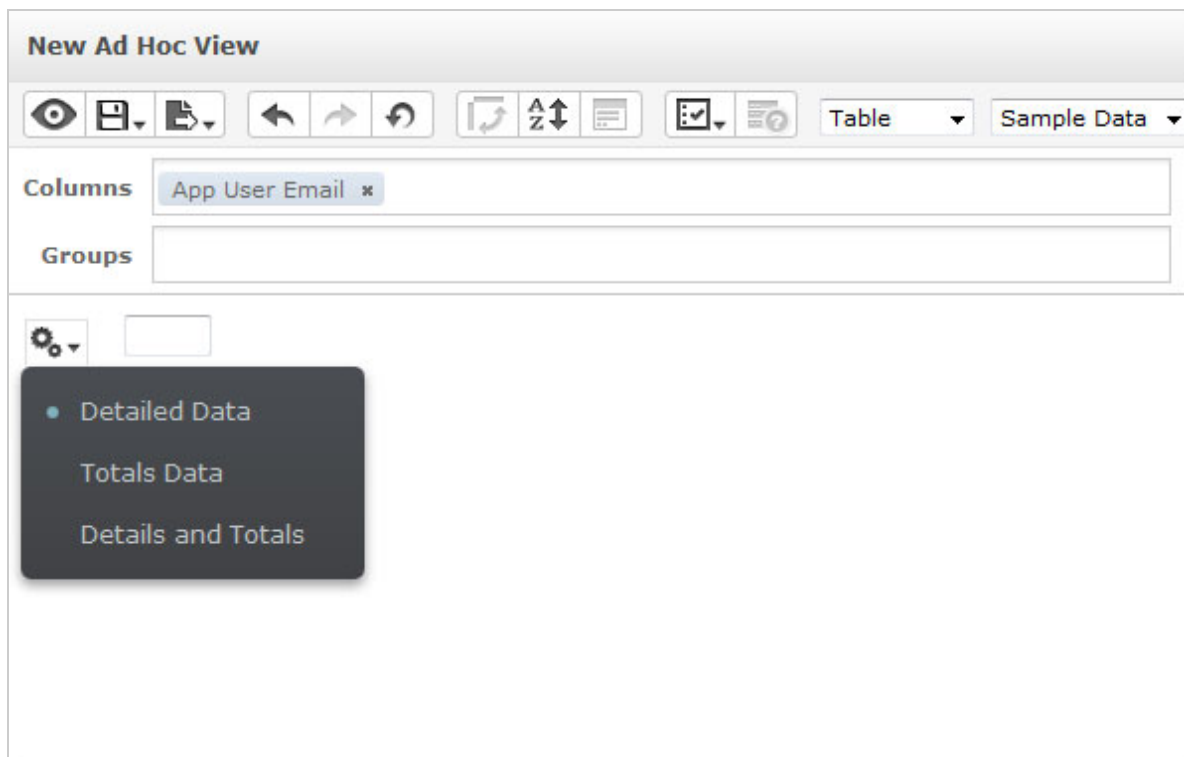 New Ad Hoc View
A Z Table Sample Data
Columns App User Email ×
Groups
Detailed Data
Totals Data
Details and Totals